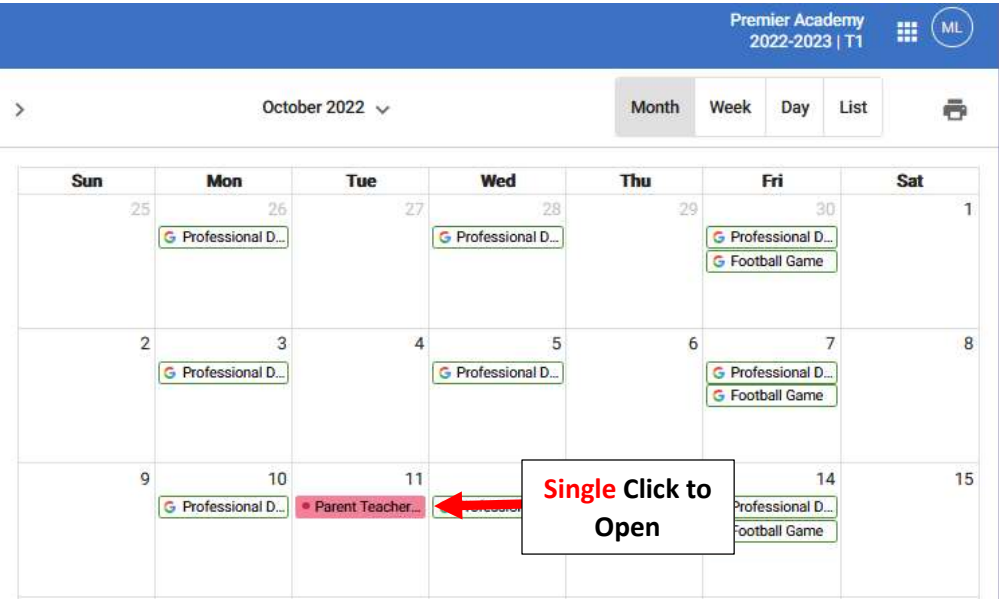 Premier Academy
2022-2023 | T1
ML
October 2022
Month Week Day List
Sun Mon Tue Wed Thu Fri Sat
25 26 27 28 29 30 1
Professional D... Professional D... Professional D...
Football Game
2 3 4 5 6 7 8
Professional D... Professional D... Professional D...
Football Game
9 10 11 14 15
Professional D... Parent Teacher... Professional D...
Football Game
Single Click to
Open